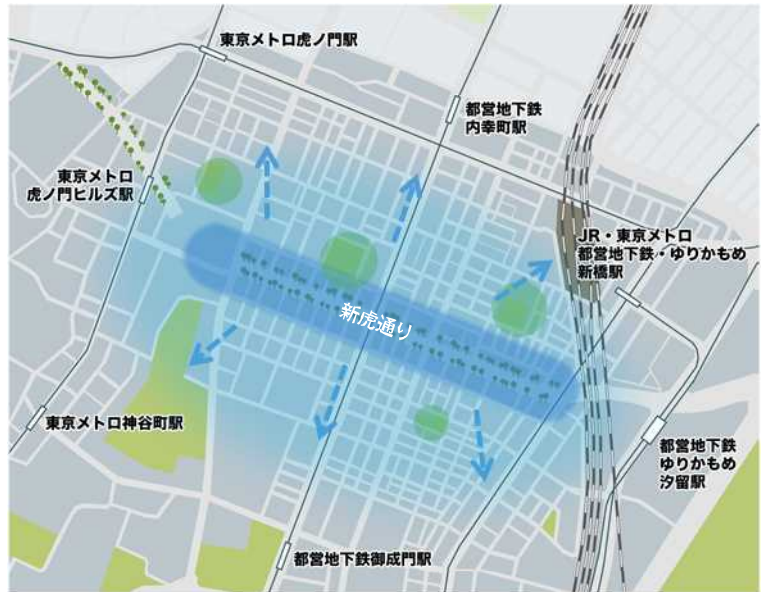 東京メトロ虎ノ門駅
都営地下鉄
内幸町駅
東京メトロ
虎ノ門ヒルズ駅
JR・東京メトロ
都営地下鉄・ゆりかもめ
新橋駅
新虎通り
東京メトロ神谷町駅
都営地下鉄
ゆりかもめ
汐留駅
都営地下鉄御成門駅